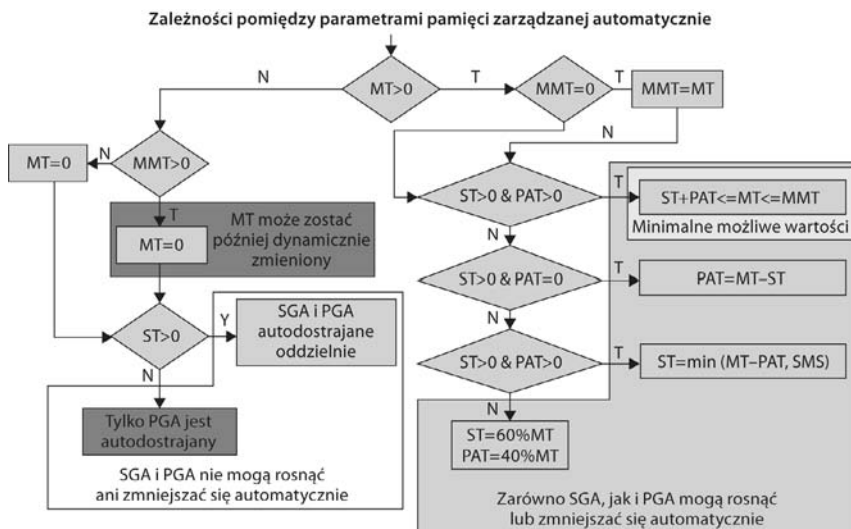 Zależności pomiędzy parametrami pamięci zarządzanej automatycznie
N
MT>0
T
MMT=0
T
MMT=MT
N
MT=0
N
MMT>0
T
MT może zostać
później dynamicznie
zmieniony
MT=0
ST>0 & PAT>0
T
ST+PAT<=MT<=MMT
Minimalne możliwe wartości
N
ST>0 & PAT=0
T
PAT=MT–ST
N
ST>0
Y
SGA i PGA
autodostrajane
oddzielnie
N
ST>0 & PAT>0
T
ST=min (MT–PAT, SMS)
N
Tylko PGA jest
autodostrajany
ST=60%MT
PAT=40%MT
SGA i PGA nie mogą rosnąć
ani zmniejszać się automatycznie
Zarówno SGA, jak i PGA mogą rosnąć
lub zmniejszać się automatycznie